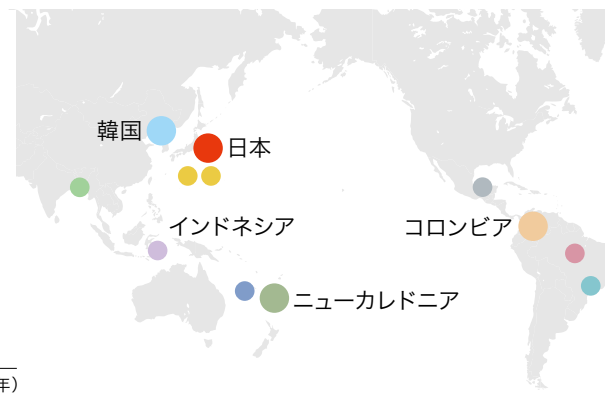 韓国
日本
インドネシア
コロンビア
ニューカレドニア
年）